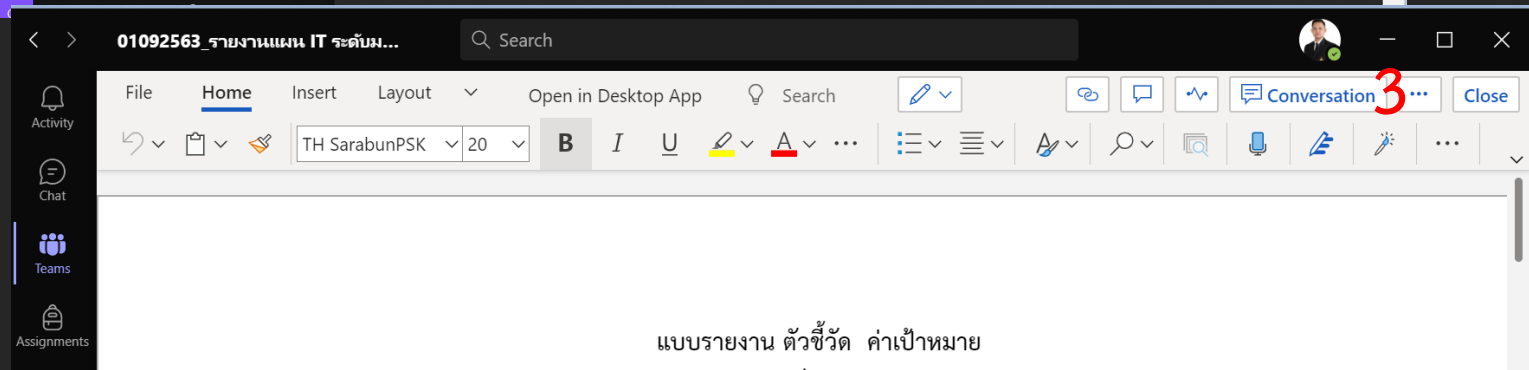 01092563_รายงานแผน IT ระดับม... Search
Activity
Chat
Teams
Assignments
File Home Insert Layout Open in Desktop App Search Conversation 3 ... Close
TH SarabunPSK 20 B I U A
แบบรายงาน ตัวชี้วัด ค่าเป้าหมาย